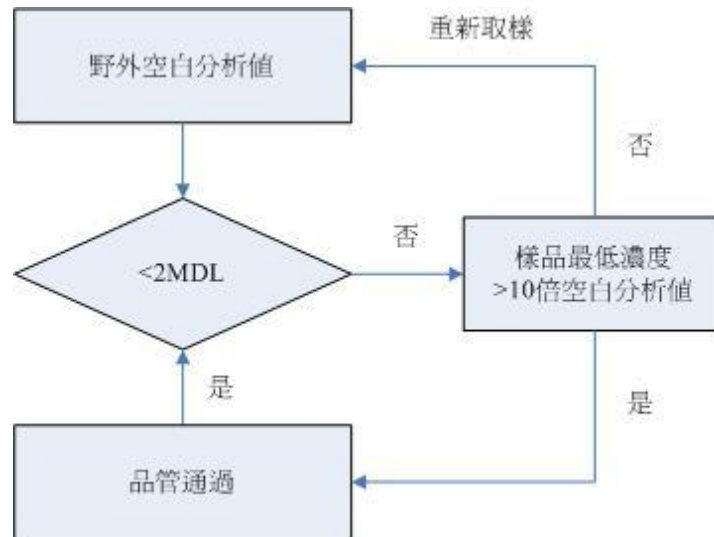 重新取樣
野外空白分析值
否
否
<2MDL
樣品最低濃度
>10倍空白分析值
是
是
品管通過